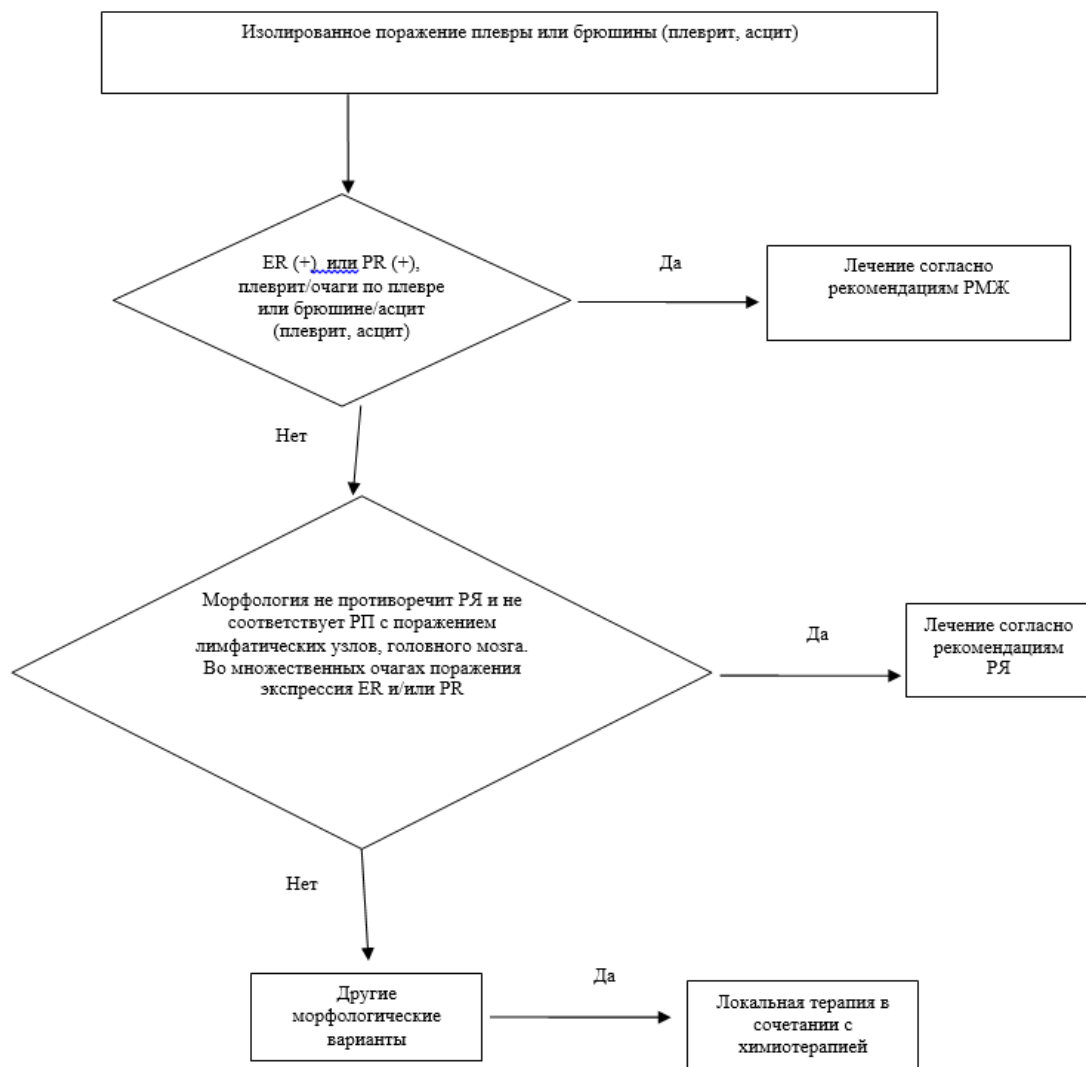 Изолированное поражение плевры или брюшины (плеврит, асцит)
ER (+) или PR (+),
плеврит/очаги по плевре
или брюшине/асцит
(плеврит, асцит)
Да
Лечение согласно
рекомендациям РМЖ
Нет
Морфология не противоречит РЯ и не
соответствует РП с поражением
лимфатических узлов, головного мозга.
Во множественных очагах поражения
экспрессия ER и/или PR
Да
Лечение согласно
рекомендациям
РЯ
Нет
Другие
морфологические
варианты
Да
Локальная терапия в
сочетании с
химиотерапией